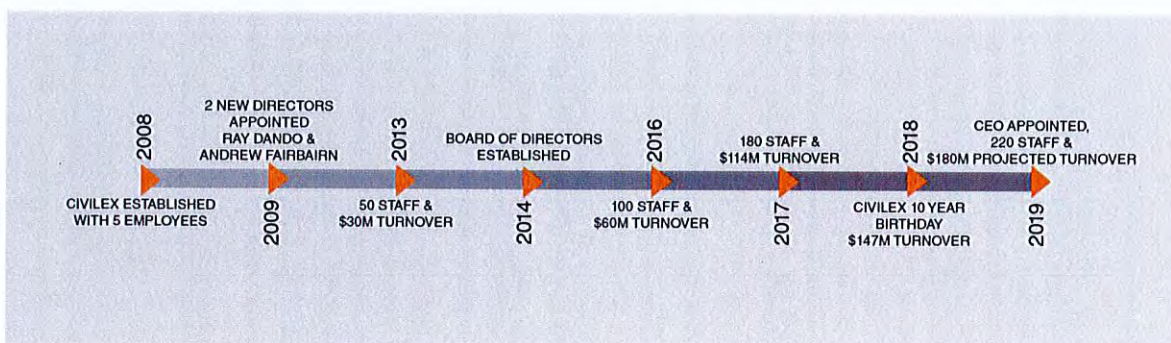 2008
CIVILEX ESTABLISHED
WITH 5 EMPLOYEES
2 NEW DIRECTORS
APPOINTED
RAY DANDO &
ANDREW FAIRBAIRN
2009
2013
50 STAFF &
$30M TURNOVER
BOARD OF DIRECTORS
ESTABLISHED
2014
2016
100 STAFF &
$60M TURNOVER
180 STAFF &
$114M TURNOVER
2017
2018
CIVILEX 10 YEAR
BIRTHDAY
$147M TURNOVER
CEO APPOINTED,
220 STAFF &
$180M PROJECTED TURNOVER
2019